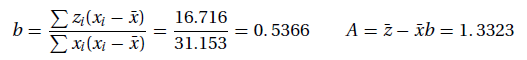 b = ∑ zᵢ(xᵢ − x̄) / ∑ xᵢ(xᵢ − x̄) = 16.716 / 31.153 = 0.5366 A = z̄ − x̄b = 1.3323